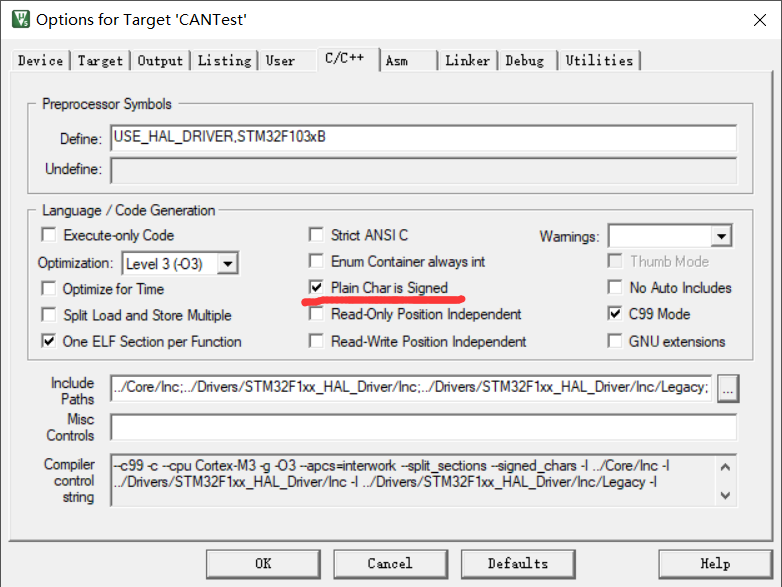 Options for Target 'CANTest'
Device Target Output Listing User C/C++ Asm Linker Debug Utilities
Preprocessor Symbols
Define: USE_HAL_DRIVER,STM32F103xB
Undefine:
Language / Code Generation
Execute-only Code Strict ANSI C Warnings:
Optimization: Level 3 (-O3) Enum Container always int Thumb Mode
Optimize for Time Plain Char is Signed No Auto Includes
Split Load and Store Multiple Read-Only Position Independent C99 Mode
One ELF Section per Function Read-Write Position Independent GNU extensions
Include
Paths
../Core/Inc;../Drivers/STM32F1xx_HAL_Driver/Inc;../Drivers/STM32F1xx_HAL_Driver/Inc/Legacy; ...
Misc
Controls
Compiler
control
string
--c99 -c --cpu Cortex-M3 -g -O3 --apcs=interwork --split_sections --signed_chars -I ../Core/Inc -I
../Drivers/STM32F1xx_HAL_Driver/Inc -I ../Drivers/STM32F1xx_HAL_Driver/Inc/Legacy -I
OK Cancel Defaults Help